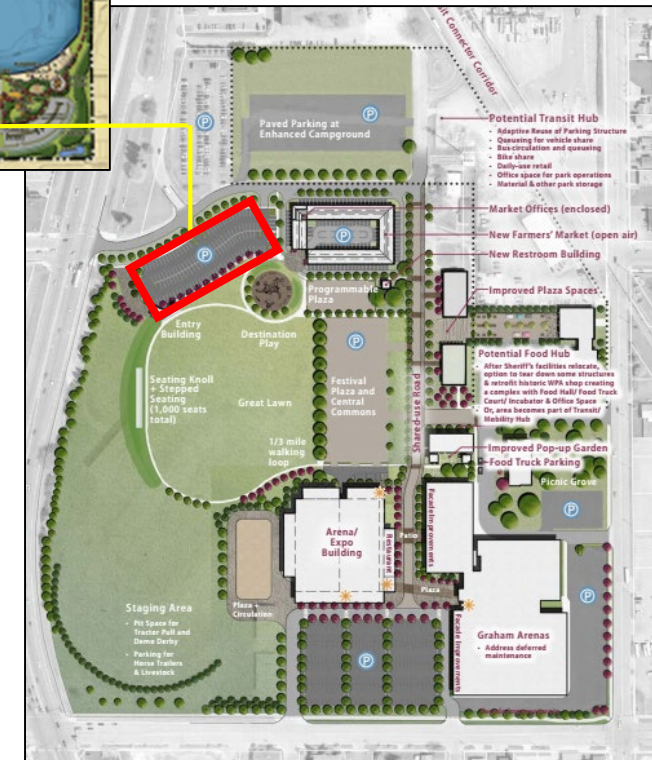 it Connector Corridor
P
Paved Parking at
Enhanced Campground
P
Potential Transit Hub
• Adaptive Reuse of Parking Structure
• Queueing for vehicle share
• Bus circulation and queueing
• Bike share
• Daily-use retail
• Office space for park operations
• Material & other park storage
Market Offices (enclosed)
New Farmers' Market (open air)
New Restroom Building
Improved Plaza Spaces
P
P
Programmable
Plaza
Entry
Building
Destination
Play
P
Potential Food Hub
• After Sheriff's facilities relocate,
option to tear down some structures
& retrofit historic WPA shop creating
a complex with Food Hall/ Food Truck
Court/ Incubator & Office Space
• Or, area becomes part of Transit/
Mobility Hub
Seating Knoll
+ Stepped
Seating
(1,000 seats
total)
Great Lawn
Festival
Plaza and
Central
Commons
Shared-use Road
1/3 mile
walking
loop
Improved Pop-up Garden
Food Truck Parking
Picnic Grove
P
Arena/
Expo
Building
Restaurant
Patio
Facade Improvements
Plaza
Plaza +
Circulation
P
Staging Area
• Pit Space for
Tractor Pull and
Demo Derby
• Parking for
Horse Trailers
& Livestock
P
Facade Improvements
Graham Arenas
• Address deferred
maintenance